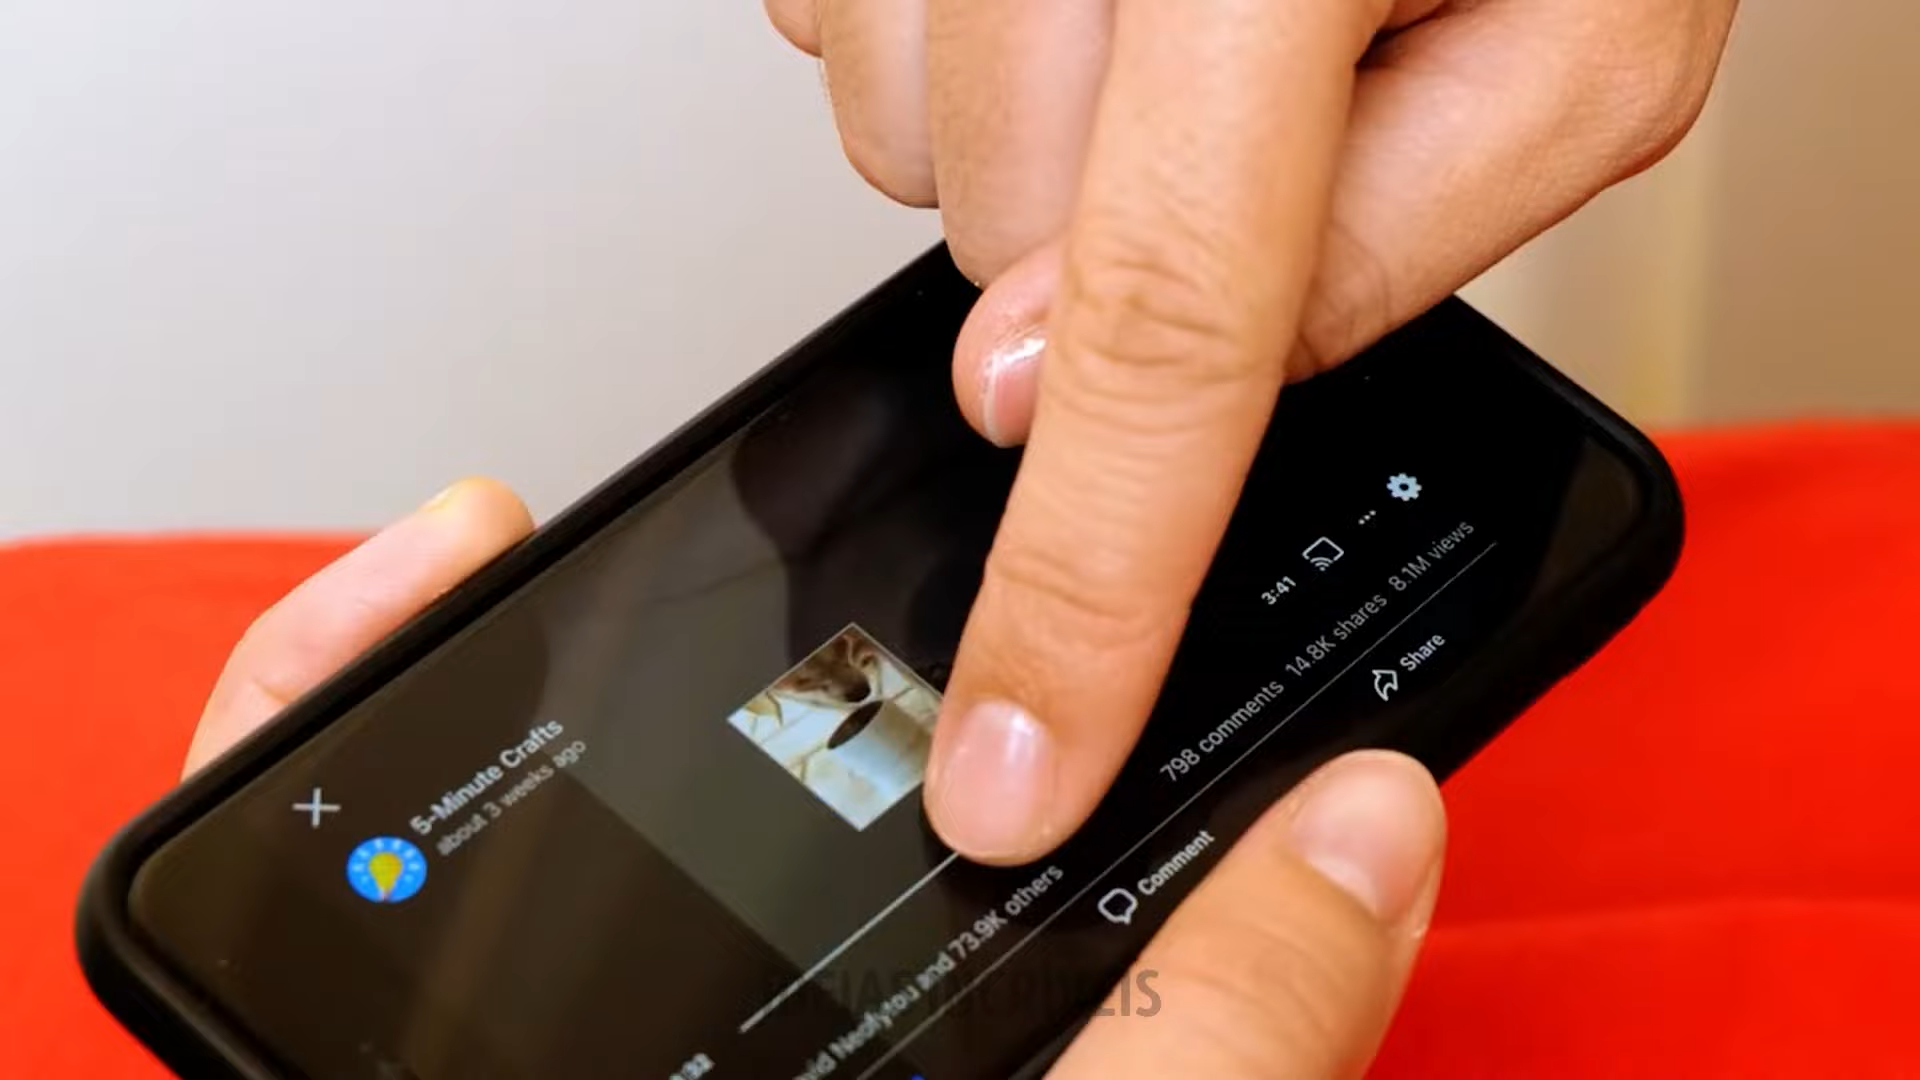 5-Minute Crafts
about 3 weeks ago
3:41
798 comments 14.8K shares 8.1M views
and 73.9K others
Comment
Share